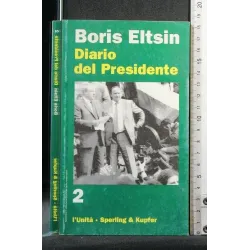 Boris Eltsin
Diario
del Presidente
2
l'Unità - Sperling & Kupfer